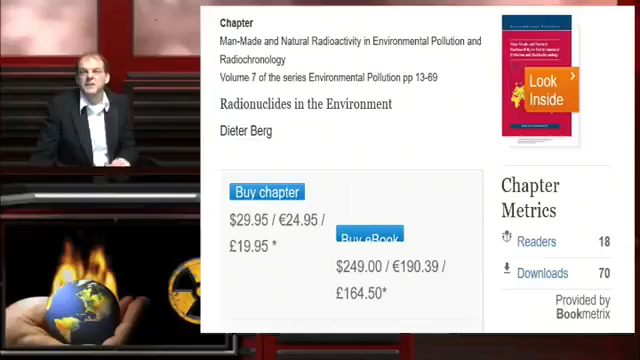 Chapter
Man-Made and Natural Radioactivity in Environmental Pollution and
Radiochronology
Volume 7 of the series Environmental Pollution pp 13-69
Radionuclides in the Environment
Dieter Berg
Buy chapter
$29.95 / €24.95 /
£19.95 *
Buy eBook
$249.00 / €190.39 /
£164.50*
Look
Inside
Chapter
Metrics
Readers 18
Downloads 70
Provided by
Bookmetrix